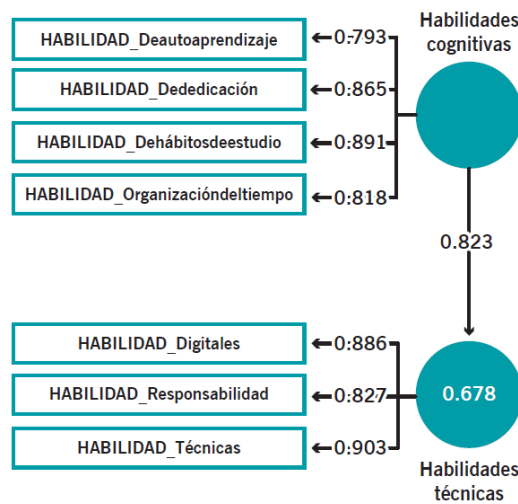 Habilidades
cognitivas
HABILIDAD_Deautoaprendizaje
0.793
HABILIDAD_Dededicación
0.865
HABILIDAD_Dehábitosdeestudio
0.891
HABILIDAD_Organizacióndeltiempo
0.818
0.823
HABILIDAD_Digitales
0.886
HABILIDAD_Responsabilidad
0.827
0.678
HABILIDAD_Técnicas
0.903
Habilidades
técnicas